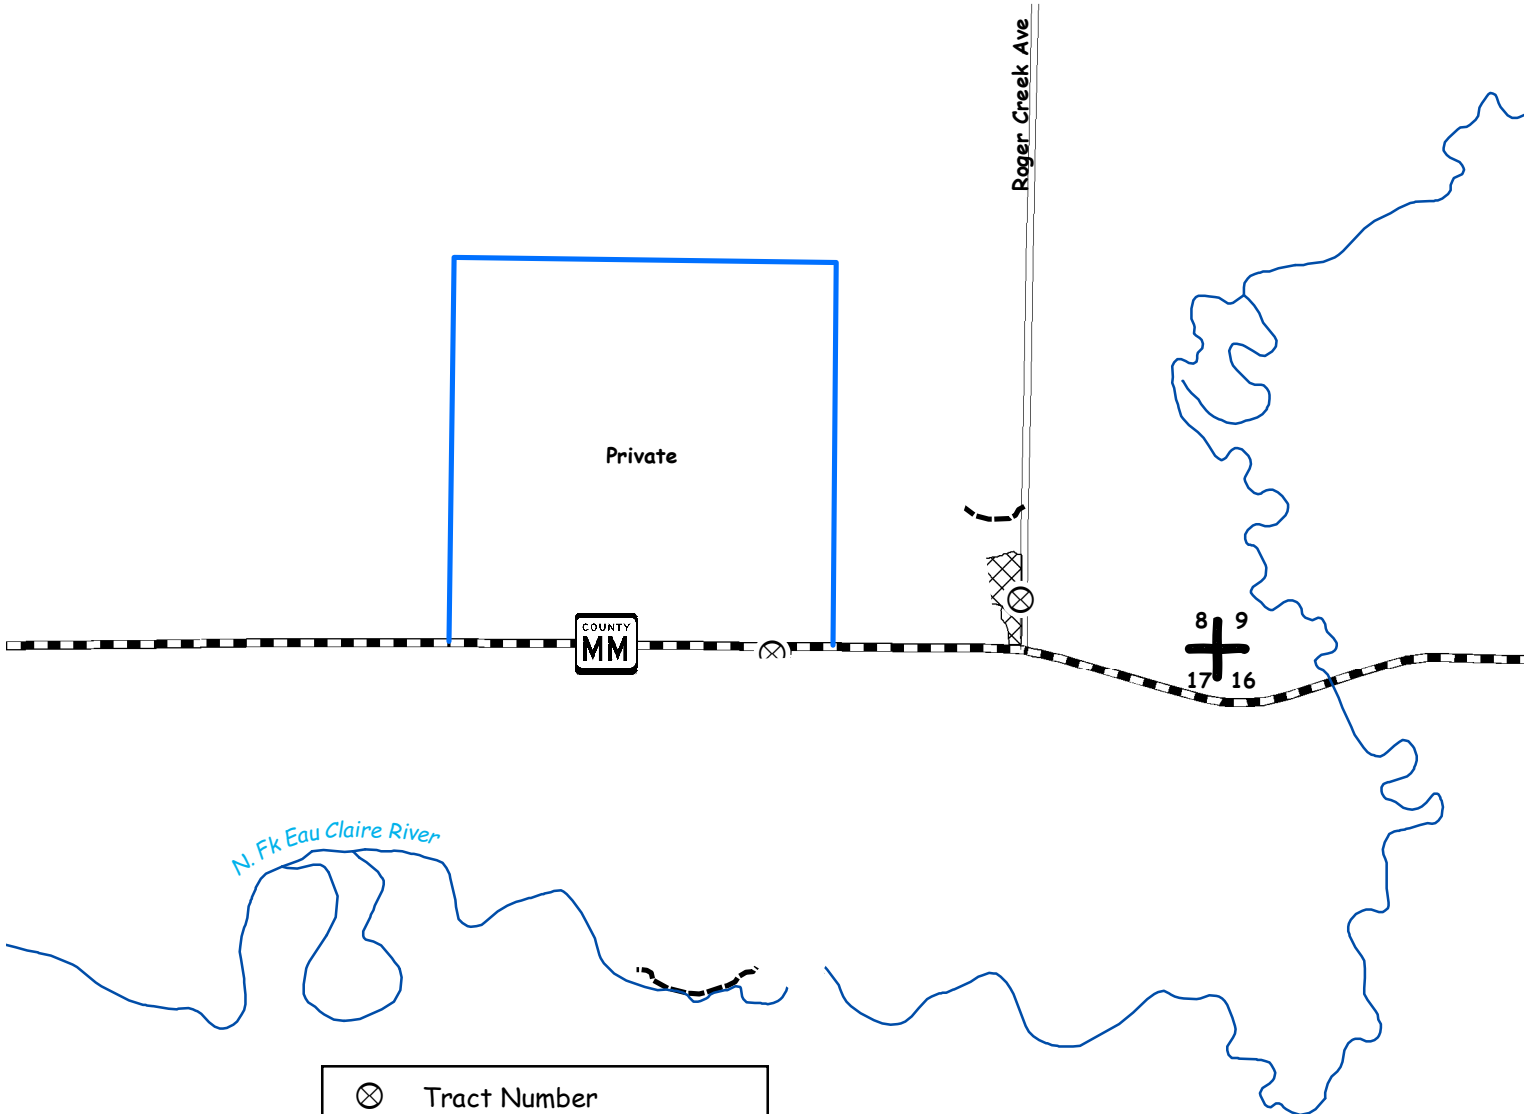 Roger Creek Ave
Private
COUNTY
MM
8 9
17 16
N. Fk Eau Claire River
Tract Number